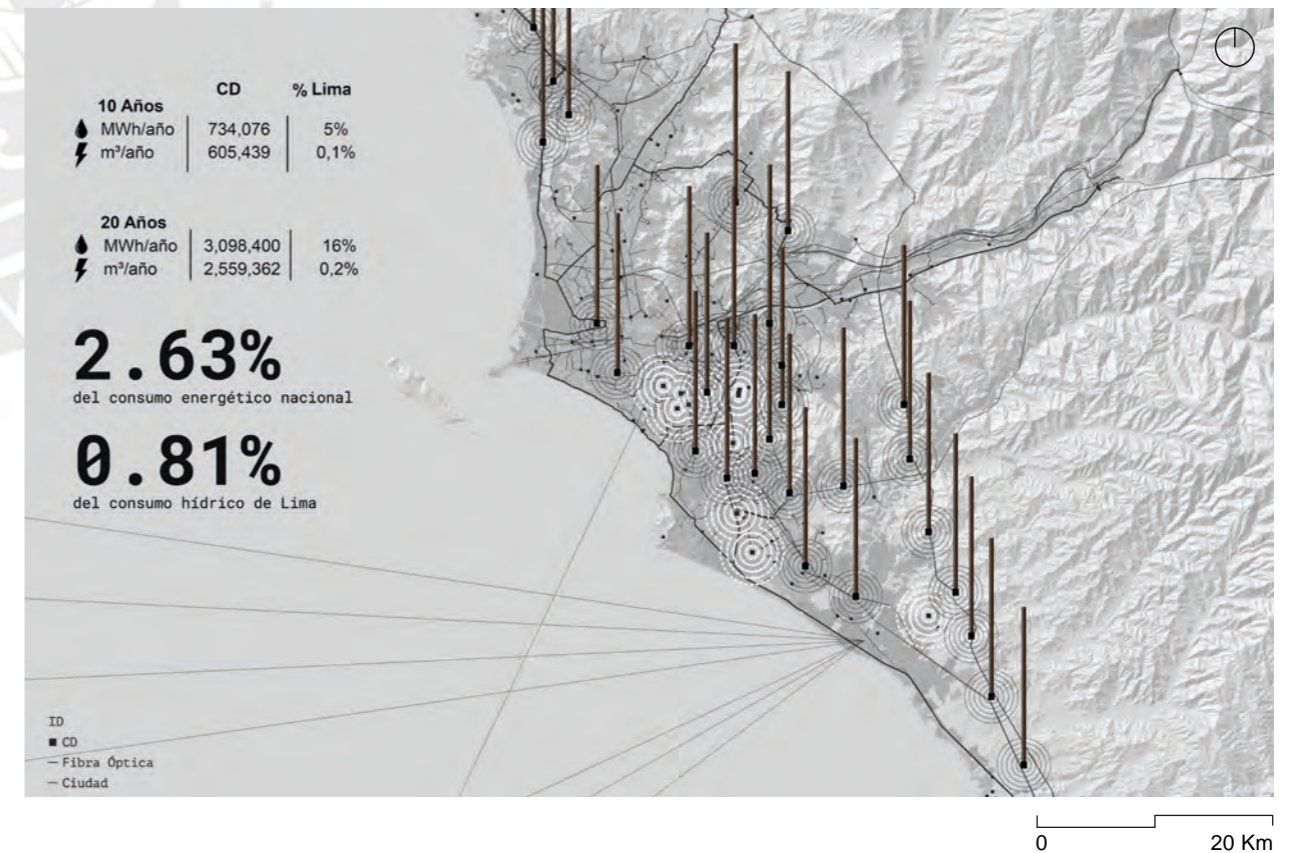 CD % Lima
10 Años
MWh/año 734,076 5%
m³/año 605,439 0,1%
20 Años
MWh/año 3,098,400 16%
m³/año 2,559,362 0,2%
2.63%
del consumo energético nacional
0.81%
del consumo hídrico de Lima
ID
CD
Fibra Óptica
Ciudad
0 20 Km